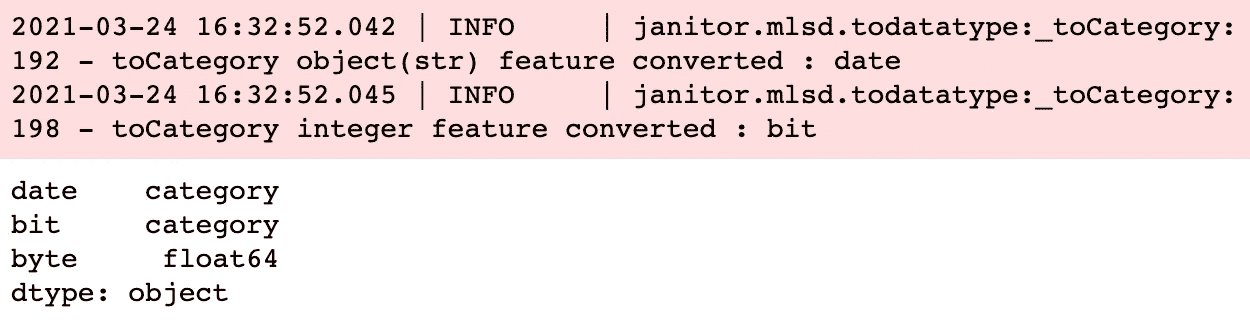 2021-03-24 16:32:52.042 | INFO     | janitor.mlsd.todatatype:_toCategory:
192 - toCategory object(str) feature converted : date
2021-03-24 16:32:52.045 | INFO     | janitor.mlsd.todatatype:_toCategory:
198 - toCategory integer feature converted : bit
date    category
bit     category
byte     float64
dtype: object